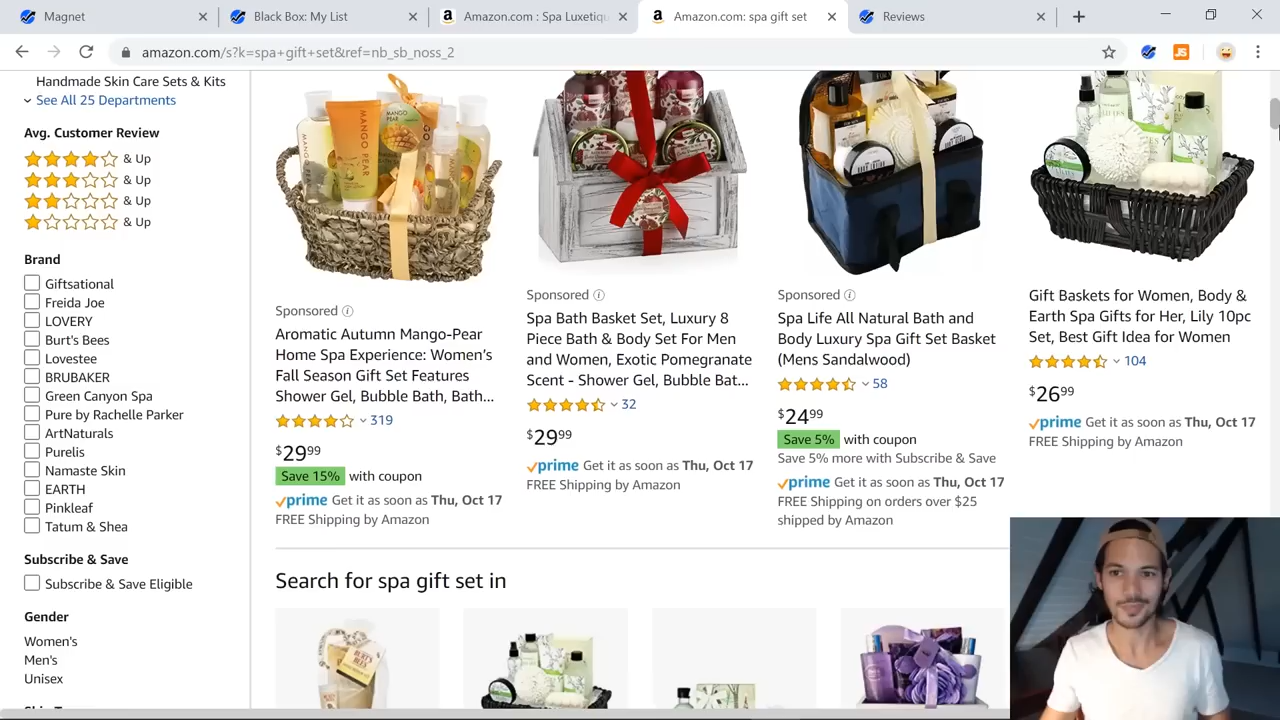 Magnet
Black Box: My List
Amazon.com : Spa Luxetiqu
Amazon.com: spa gift set
Reviews
amazon.com/s?k=spa+gift+set&ref=nb_sb_noss_2
JS
Handmade Skin Care Sets & Kits
See All 25 Departments
Avg. Customer Review
& Up
& Up
& Up
& Up
Brand
Giftsational
Freida Joe
LOVERY
Burt's Bees
Lovestee
BRUBAKER
Green Canyon Spa
Pure by Rachelle Parker
ArtNaturals
Purelis
Namaste Skin
EARTH
Pinkleaf
Tatum & Shea
Subscribe & Save
Subscribe & Save Eligible
Gender
Women's
Men's
Unisex
MANGO PEAR
Sponsored
Aromatic Autumn Mango-Pear
Home Spa Experience: Women's
Fall Season Gift Set Features
Shower Gel, Bubble Bath, Bath...
319
$29.99
Save 15% with coupon
prime Get it as soon as Thu, Oct 17
FREE Shipping by Amazon
Sponsored
Spa Bath Basket Set, Luxury 8
Piece Bath & Body Set For Men
and Women, Exotic Pomegranate
Scent - Shower Gel, Bubble Bat...
32
$29.99
prime Get it as soon as Thu, Oct 17
FREE Shipping by Amazon
Sponsored
Spa Life All Natural Bath and
Body Luxury Spa Gift Set Basket
(Mens Sandalwood)
58
$24.99
Save 5% with coupon
Save 5% more with Subscribe & Save
prime Get it as soon as Thu, Oct 17
FREE Shipping on orders over $25
shipped by Amazon
Gift Baskets for Women, Body &
Earth Spa Gifts for Her, Lily 10pc
Set, Best Gift Idea for Women
104
$26.99
prime Get it as soon as Thu, Oct 17
FREE Shipping by Amazon
Search for spa gift set in